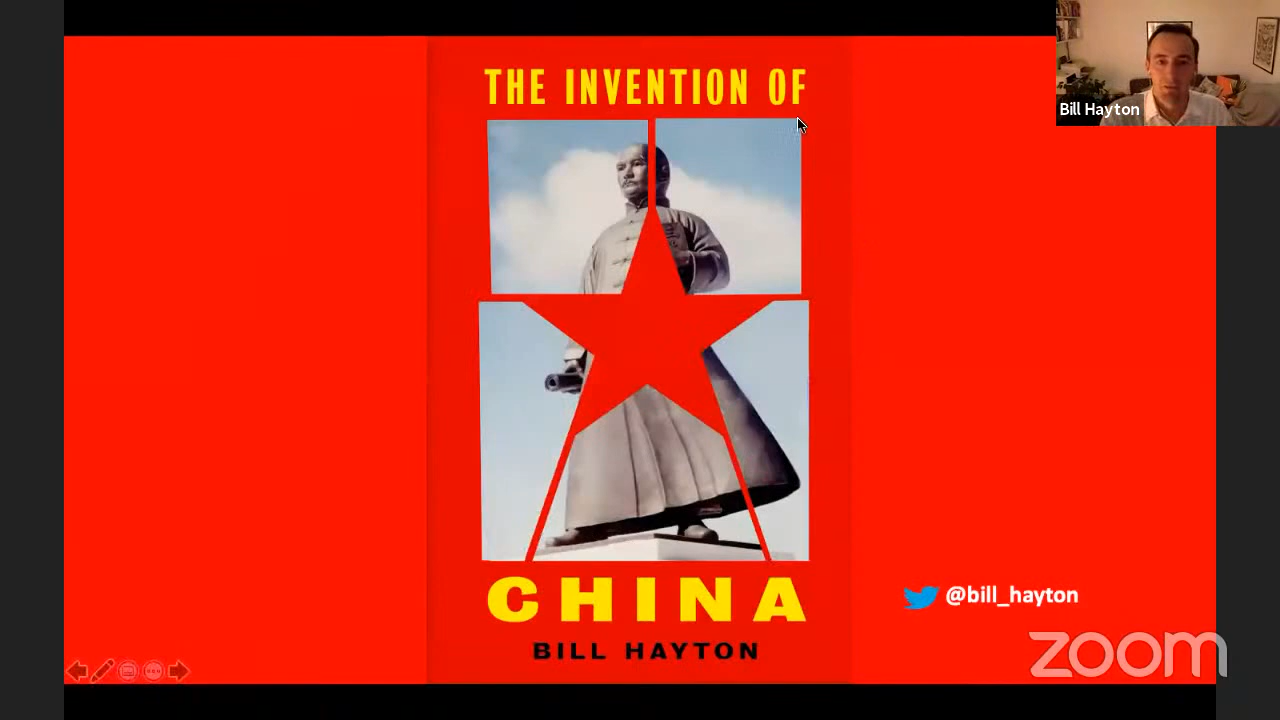 THE INVENTION OF
Bill Hayton
CHINA
@bill_hayton
BILL HAYTON
zoom